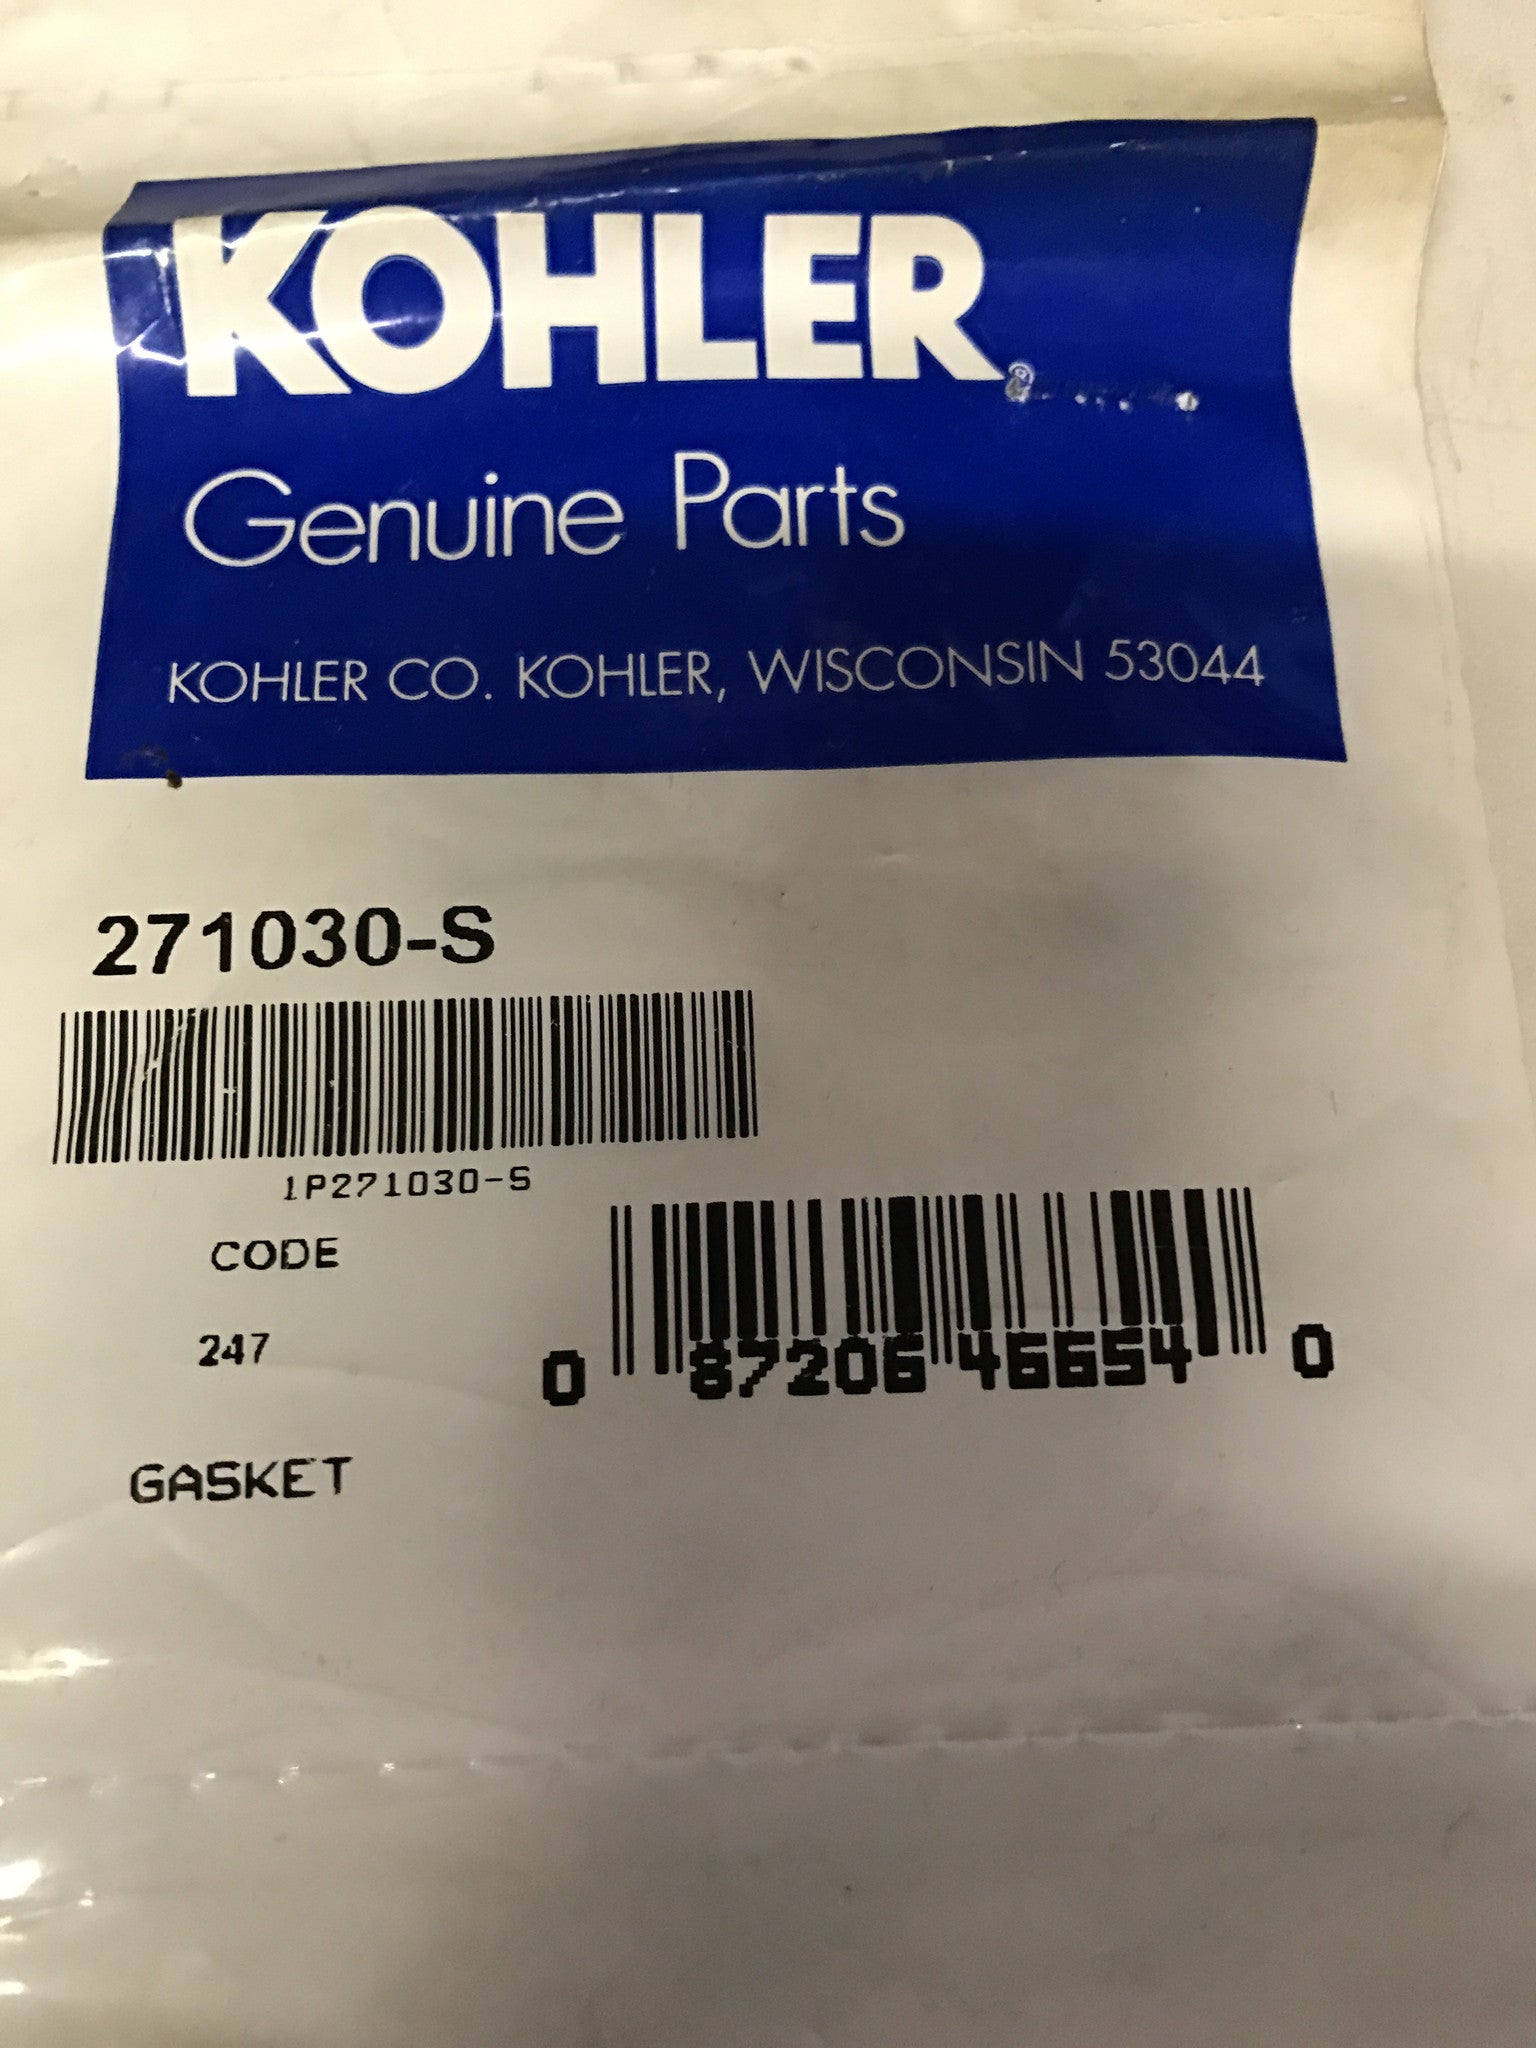 KOHLER®
Genuine Parts
KOHLER CO. KOHLER, WISCONSIN 53044
271030-S
1P271030-S
CODE
247
0 87206 46654 0
GASKET